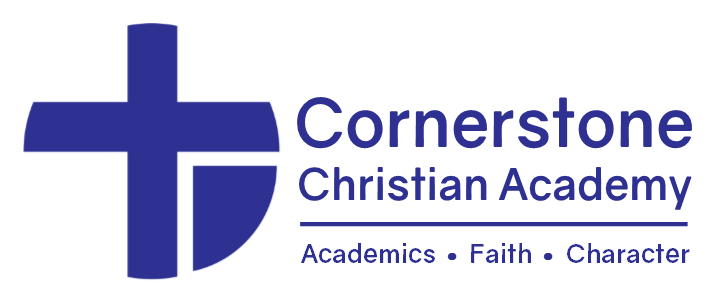 Cornerstone
Christian Academy
Academics • Faith • Character